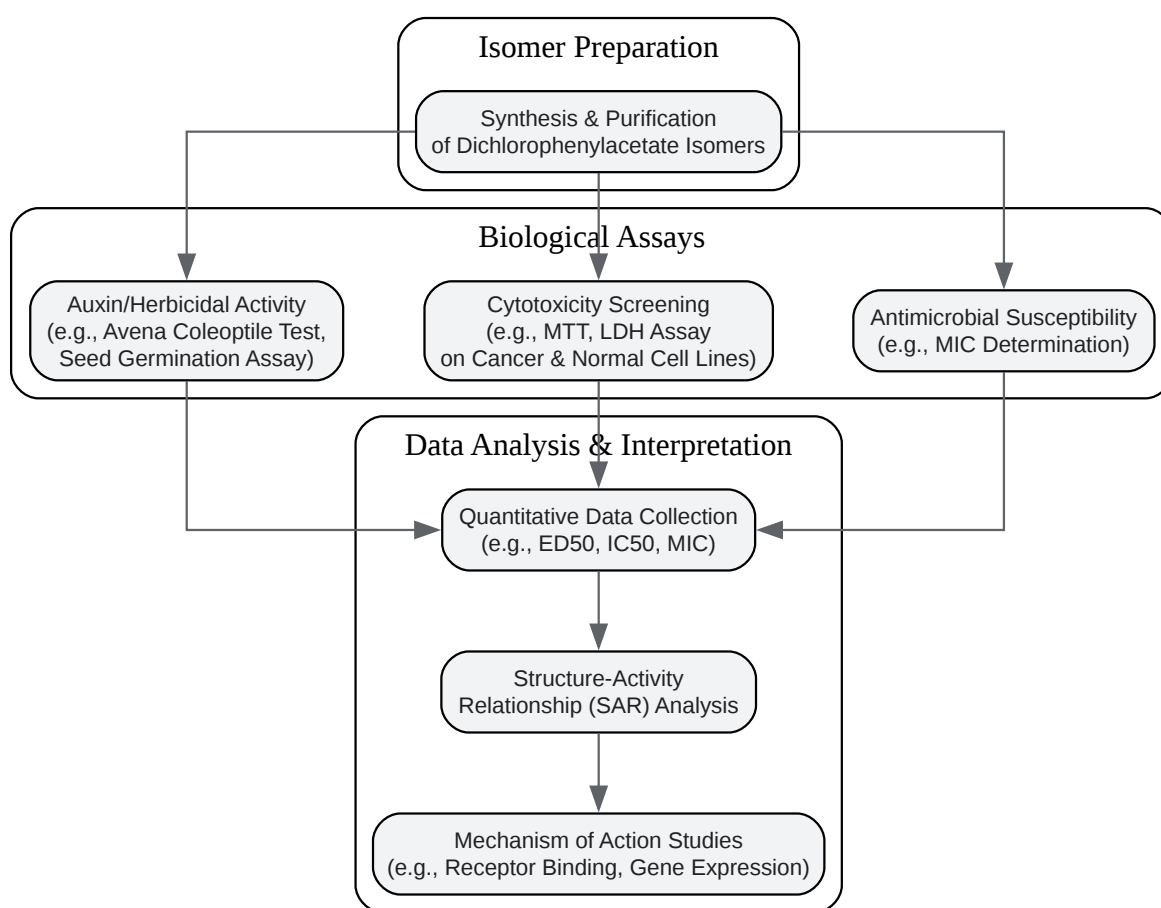 Isomer Preparation
Synthesis & Purification
of Dichlorophenylacetate Isomers
Biological Assays
Auxin/Herbicidal Activity
(e.g., Avena Coleoptile Test,
Seed Germination Assay)
Cytotoxicity Screening
(e.g., MTT, LDH Assay
on Cancer & Normal Cell Lines)
Antimicrobial Susceptibility
(e.g., MIC Determination)
Data Analysis & Interpretation
Quantitative Data Collection
(e.g., ED50, IC50, MIC)
Structure-Activity
Relationship (SAR) Analysis
Mechanism of Action Studies
(e.g., Receptor Binding, Gene Expression)